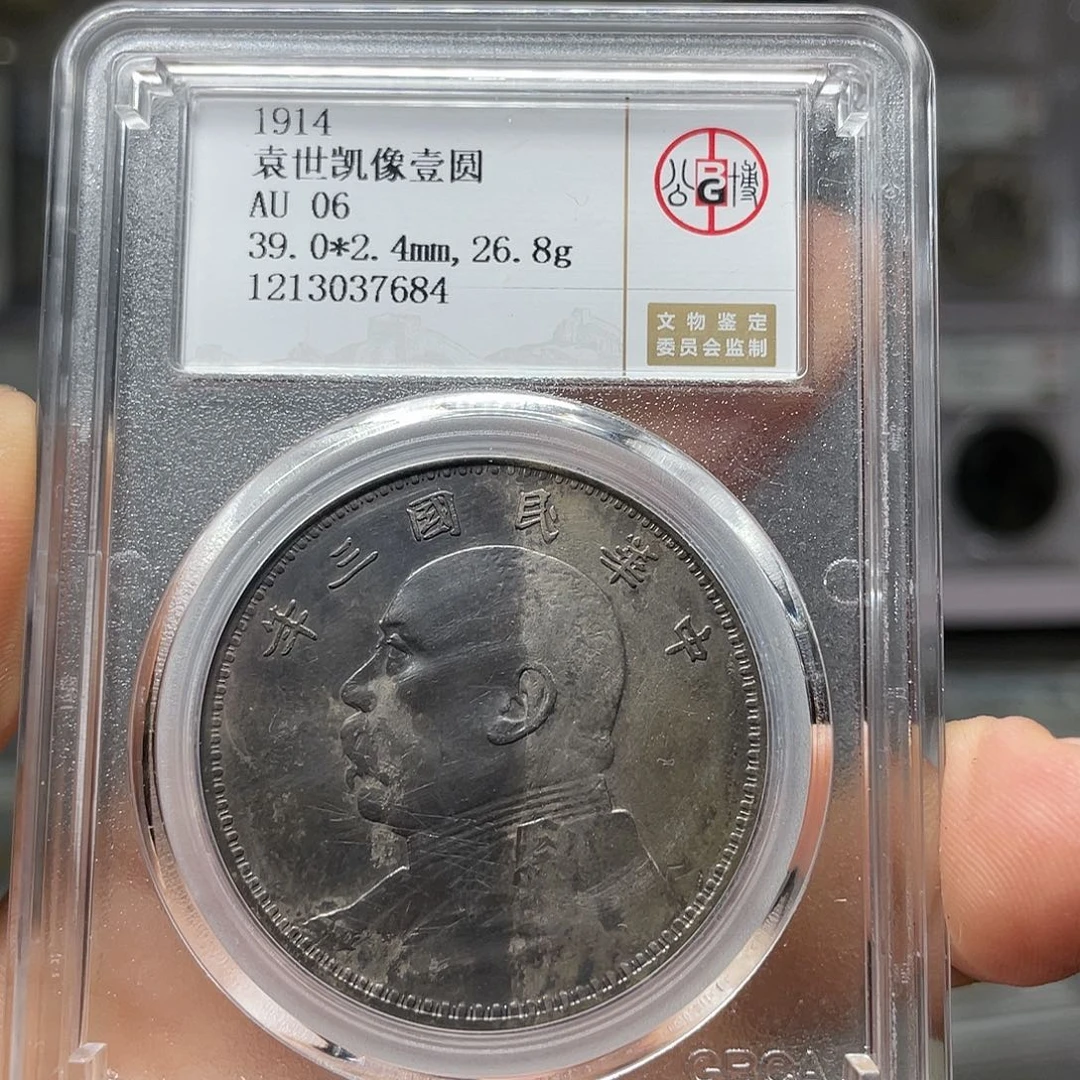 1914
袁世凯像壹圆
AU 06
39.0*2.4mm, 26.8g
1213037684
公 BG 博
文物鉴定
委员会监制
年三國民華中